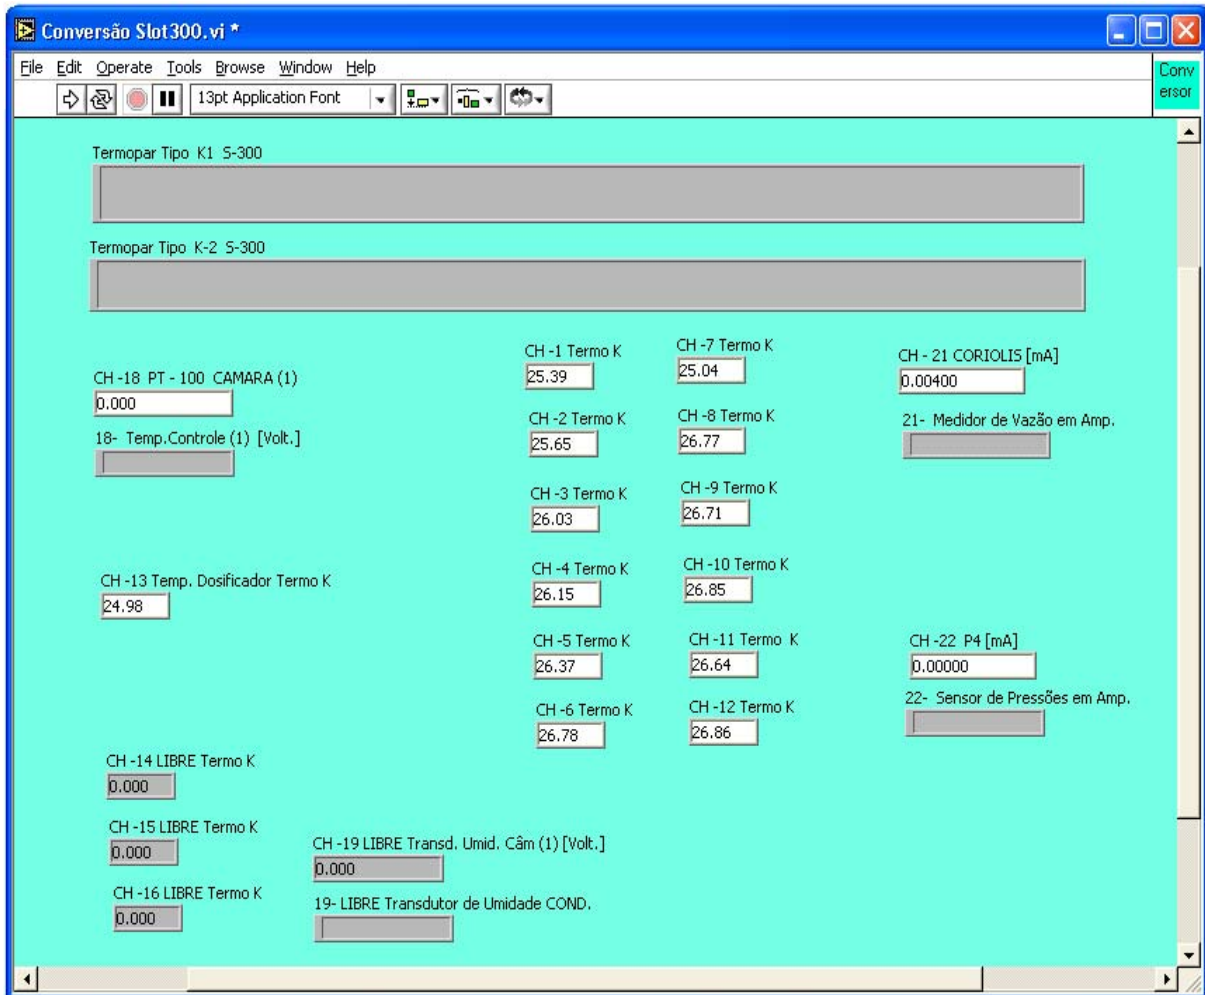 Conversão Slot300.vi *
File Edit Operate Tools Browse Window Help
Conv
ersor
13pt Application Font
Termopar Tipo K1 S-300
Termopar Tipo K-2 S-300
CH -18 PT - 100 CAMARA (1)
0.000
18- Temp.Controle (1) [Volt.]
CH -13 Temp. Dosificador Termo K
24.98
CH -1 Termo K
25.39
CH -2 Termo K
25.65
CH -3 Termo K
26.03
CH -4 Termo K
26.15
CH -5 Termo K
26.37
CH -6 Termo K
26.78
CH -7 Termo K
25.04
CH -8 Termo K
26.77
CH -9 Termo K
26.71
CH -10 Termo K
26.85
CH -11 Termo K
26.64
CH -12 Termo K
26.86
CH - 21 CORIOLIS [mA]
0.00400
21- Medidor de Vazão em Amp.
CH -22 P4 [mA]
0.00000
22- Sensor de Pressões em Amp.
CH -14 LIBRE Termo K
0.000
CH -15 LIBRE Termo K
0.000
CH -16 LIBRE Termo K
0.000
CH -19 LIBRE Transd. Umid. Câm (1) [Volt.]
0.000
19- LIBRE Transdutor de Umidade COND.